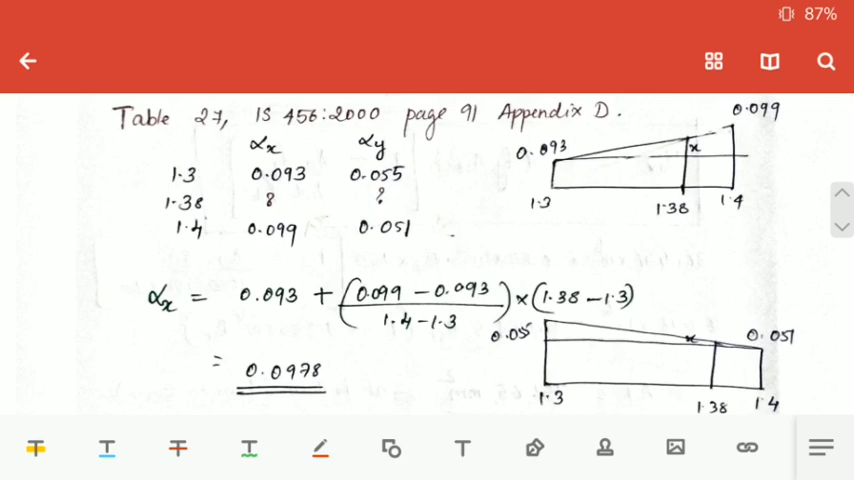 87%
Table 27, IS 456:2000 page 91 Appendix D.
αx αy
1.3 0.093 0.055
1.38 ? ?
1.4 0.099 0.051
0.099
0.093 x
1.3 1.38 1.4
αx = 0.093 + (0.099 - 0.093 / 1.4 - 1.3) × (1.38 - 1.3)
= 0.0978
0.055 x 0.051
1.3 1.38 1.4
T T T T T